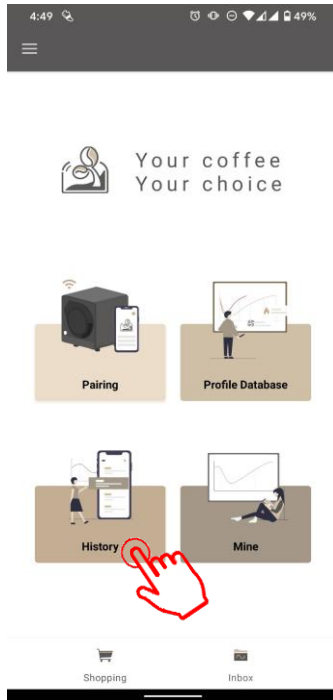 4:49
49%
Your coffee
Your choice
Pairing
Profile Database
History
Mine
Shopping
Inbox